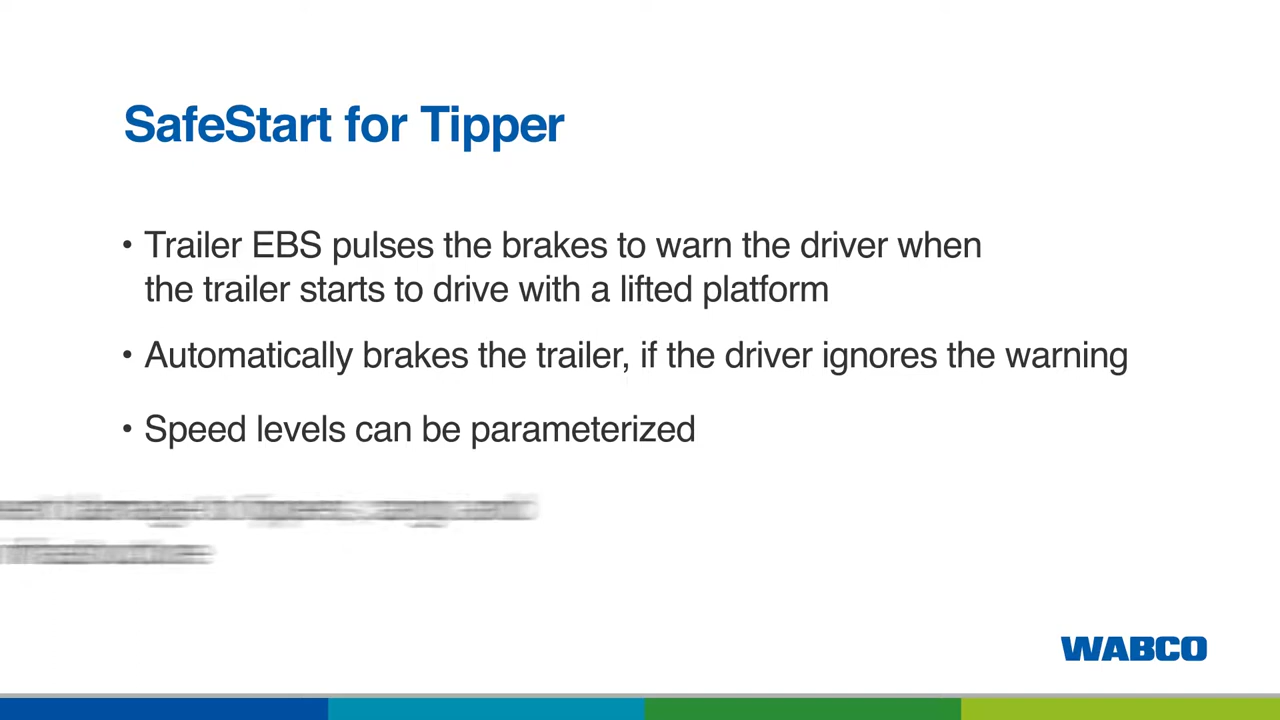 SafeStart for Tipper
• Trailer EBS pulses the brakes to warn the driver when
the trailer starts to drive with a lifted platform
• Automatically brakes the trailer, if the driver ignores the warning
• Speed levels can be parameterized
WABCO